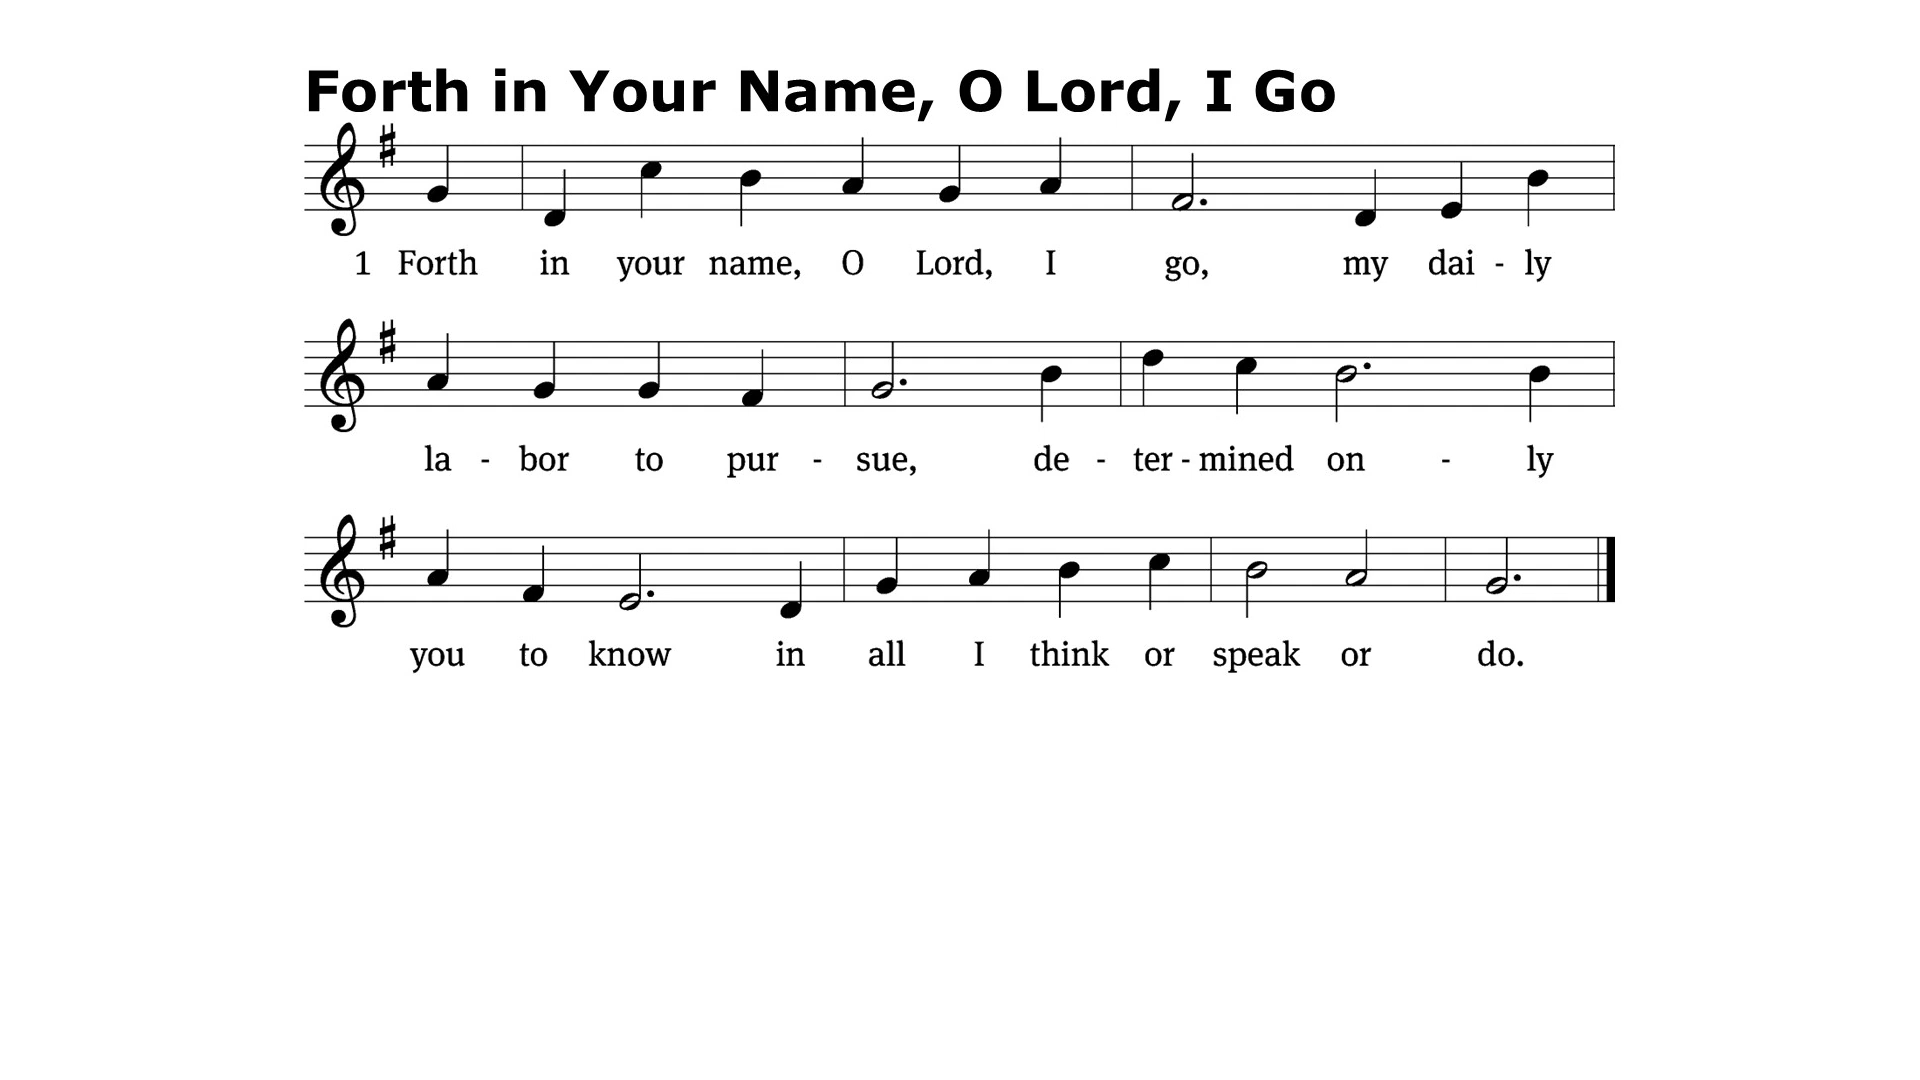 Forth in Your Name, O Lord, I Go
1 Forth in your name, O Lord, I go, my dai - ly
la - bor to pur - sue, de - ter - mined on - ly
you to know in all I think or speak or do.